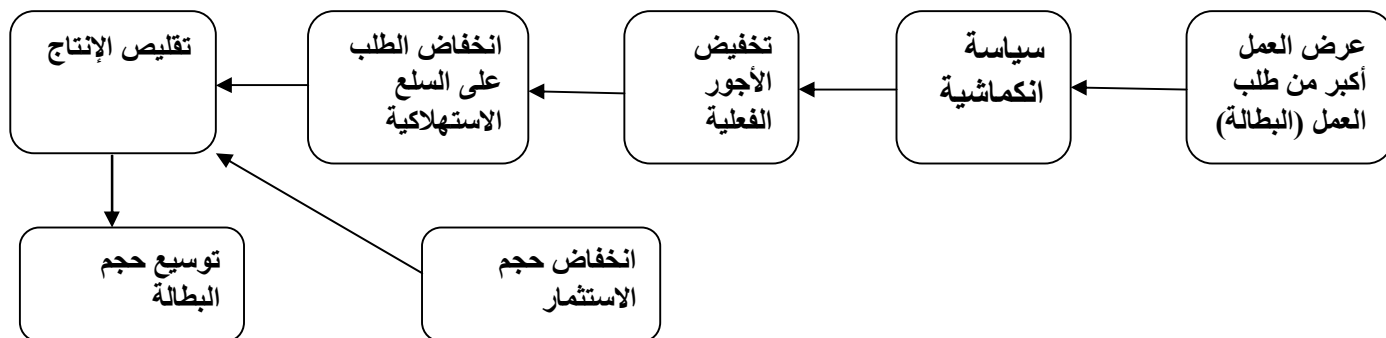 عرض العمل
أكبر من طلب
العمل (البطالة)
سياسة
انكماشية
تخفيض
الأجور
الفعلية
انخفاض الطلب
على السلع
الاستهلاكية
تقليص الإنتاج
انخفاض حجم
الاستثمار
توسيع حجم
البطالة